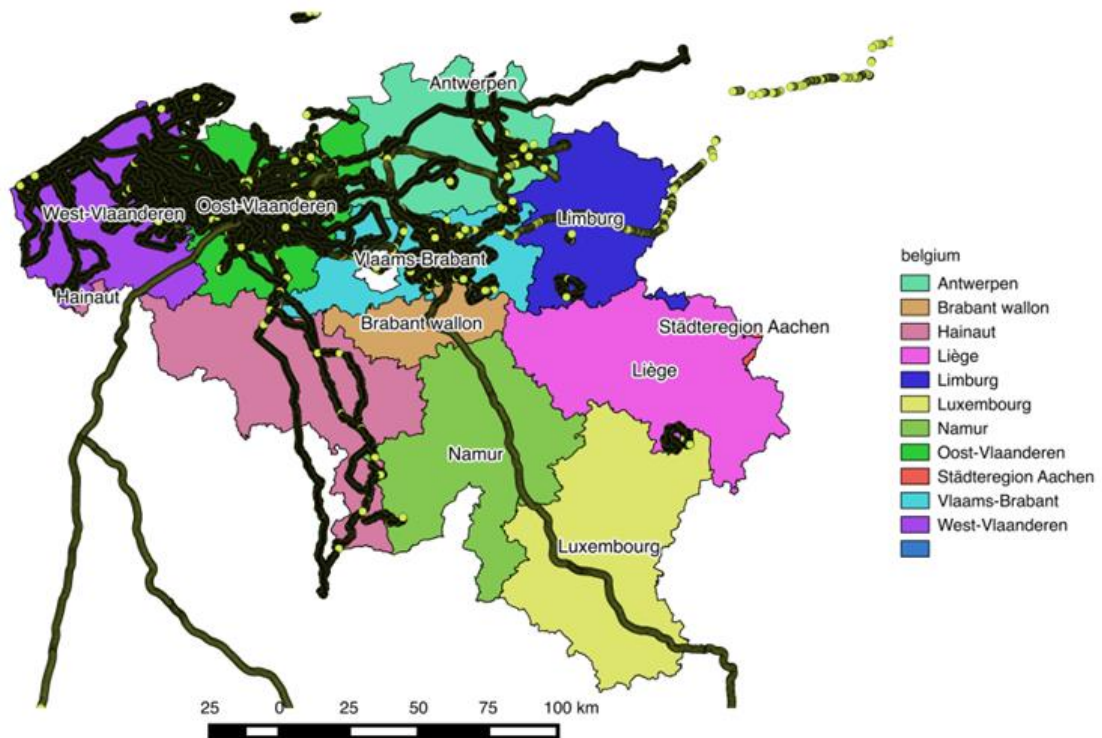 Antwerpen
West-Vlaanderen
Oost-Vlaanderen
Limburg
Vlaams-Brabant
Hainaut
Brabant wallon
Städteregion Aachen
Liège
Namur
Luxembourg
belgium
Antwerpen
Brabant wallon
Hainaut
Liège
Limburg
Luxembourg
Namur
Oost-Vlaanderen
Städteregion Aachen
Vlaams-Brabant
West-Vlaanderen
25 0 25 50 75 100 km